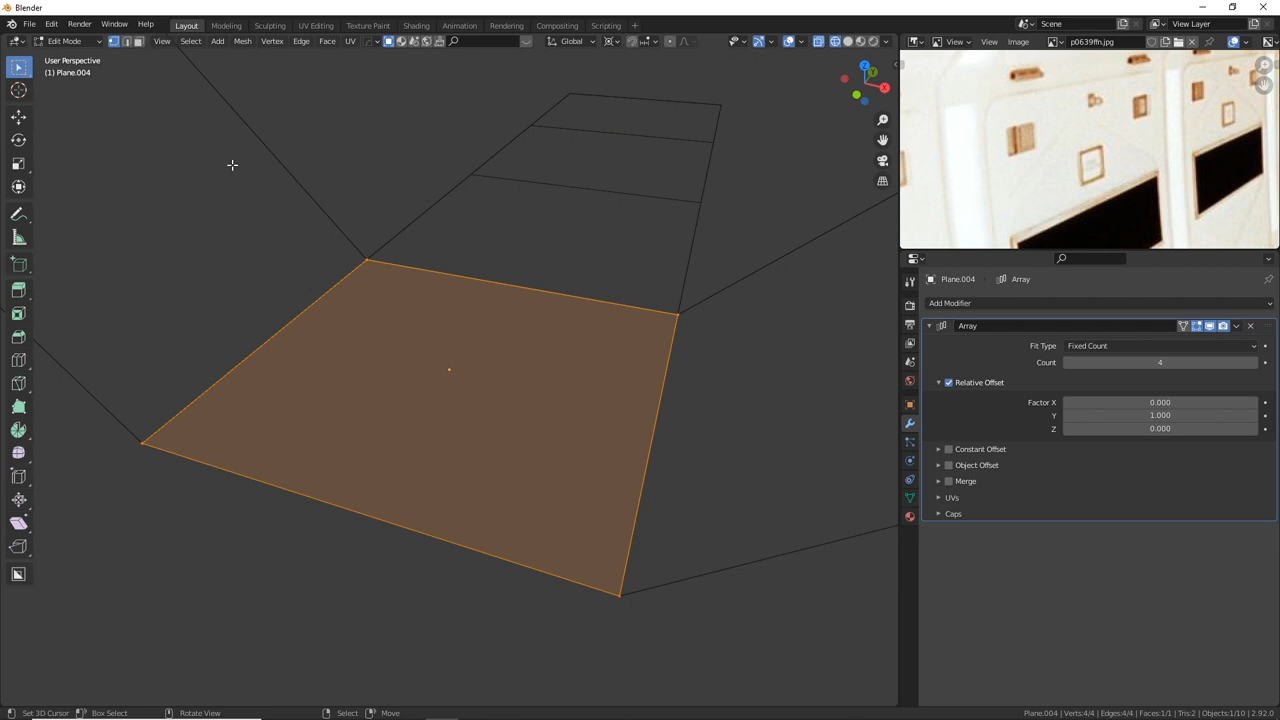 Blender
File Edit Render Window Help Layout Modeling Sculpting UV Editing Texture Paint Shading Animation Rendering Compositing Scripting + Scene View Layer
Edit Mode View Select Add Mesh Vertex Edge Face UV Global View View Image p0639ffn.jpg
User Perspective
(1) Plane.004
Z
Y
X
Plane.004 Array
Add Modifier
Array
Fit Type Fixed Count
Count 4
Relative Offset
Factor X 0.000
Y 1.000
Z 0.000
Constant Offset
Object Offset
Merge
UVs
Caps
Set 3D Cursor Box Select Rotate View Select Move Plane.004 | Verts:4/4 | Edges:4/4 | Faces:1/1 | Tris:2 | Objects:1/10 | 2.92.0